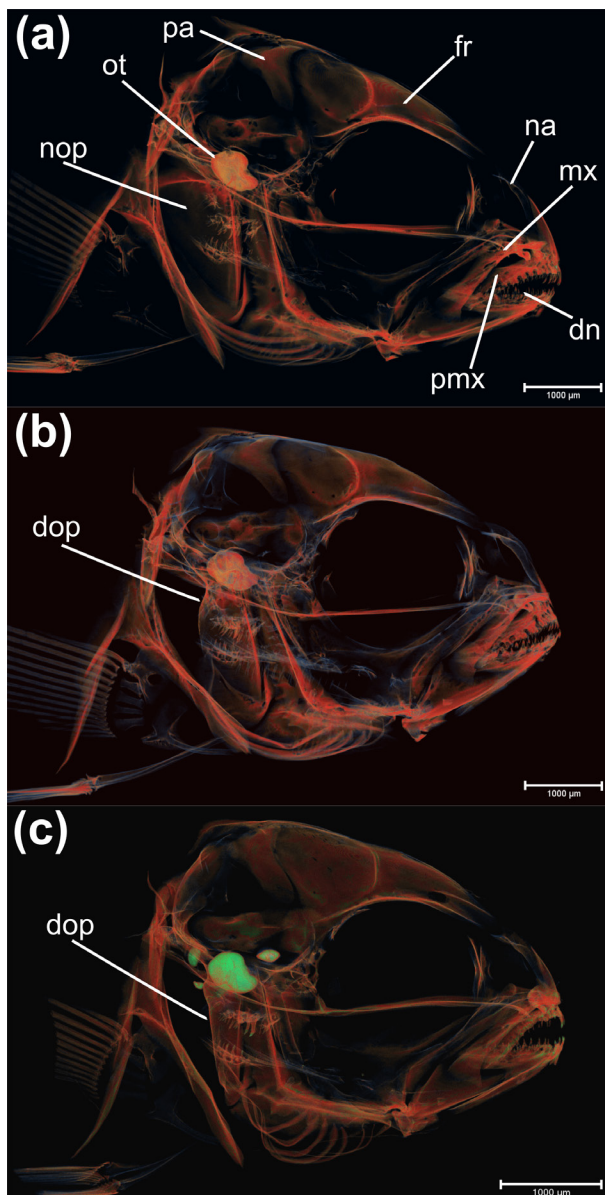 (a)
pa
fr
ot
na
nop
mx
dn
pmx
1000 µm
(b)
dop
1000 µm
(c)
dop
1000 µm